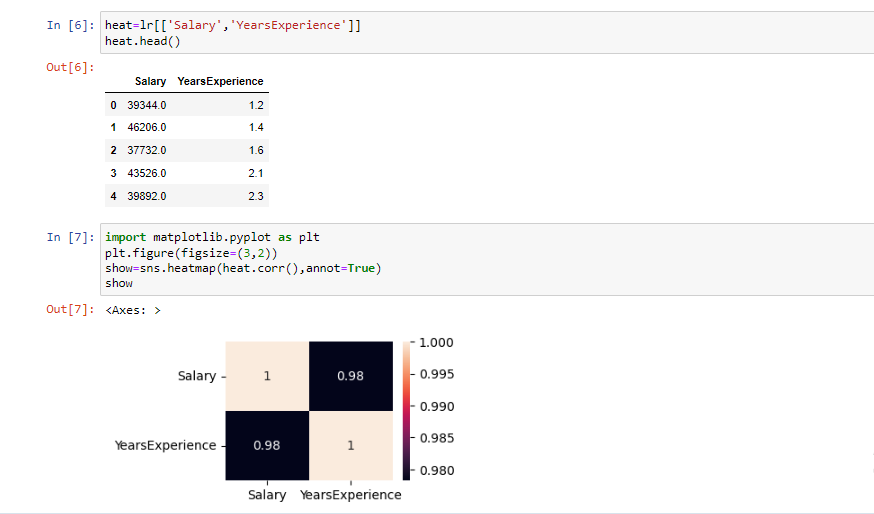 In [6]: heat=lr[['Salary','YearsExperience']]
heat.head()
Out[6]:
Salary YearsExperience
0 39344.0 1.2
1 46206.0 1.4
2 37732.0 1.6
3 43526.0 2.1
4 39892.0 2.3
In [7]: import matplotlib.pyplot as plt
plt.figure(figsize=(3,2))
show=sns.heatmap(heat.corr(),annot=True)
show
Out[7]: <Axes: >
1.000
Salary 1 0.98
0.995
0.990
0.985
YearsExperience 0.98 1
0.980
Salary YearsExperience